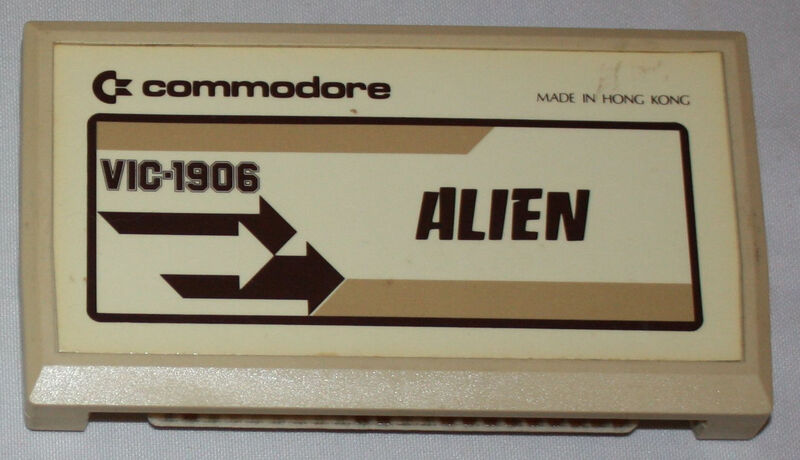 commodore
MADE IN HONG KONG
VIC-1906
ALIEN